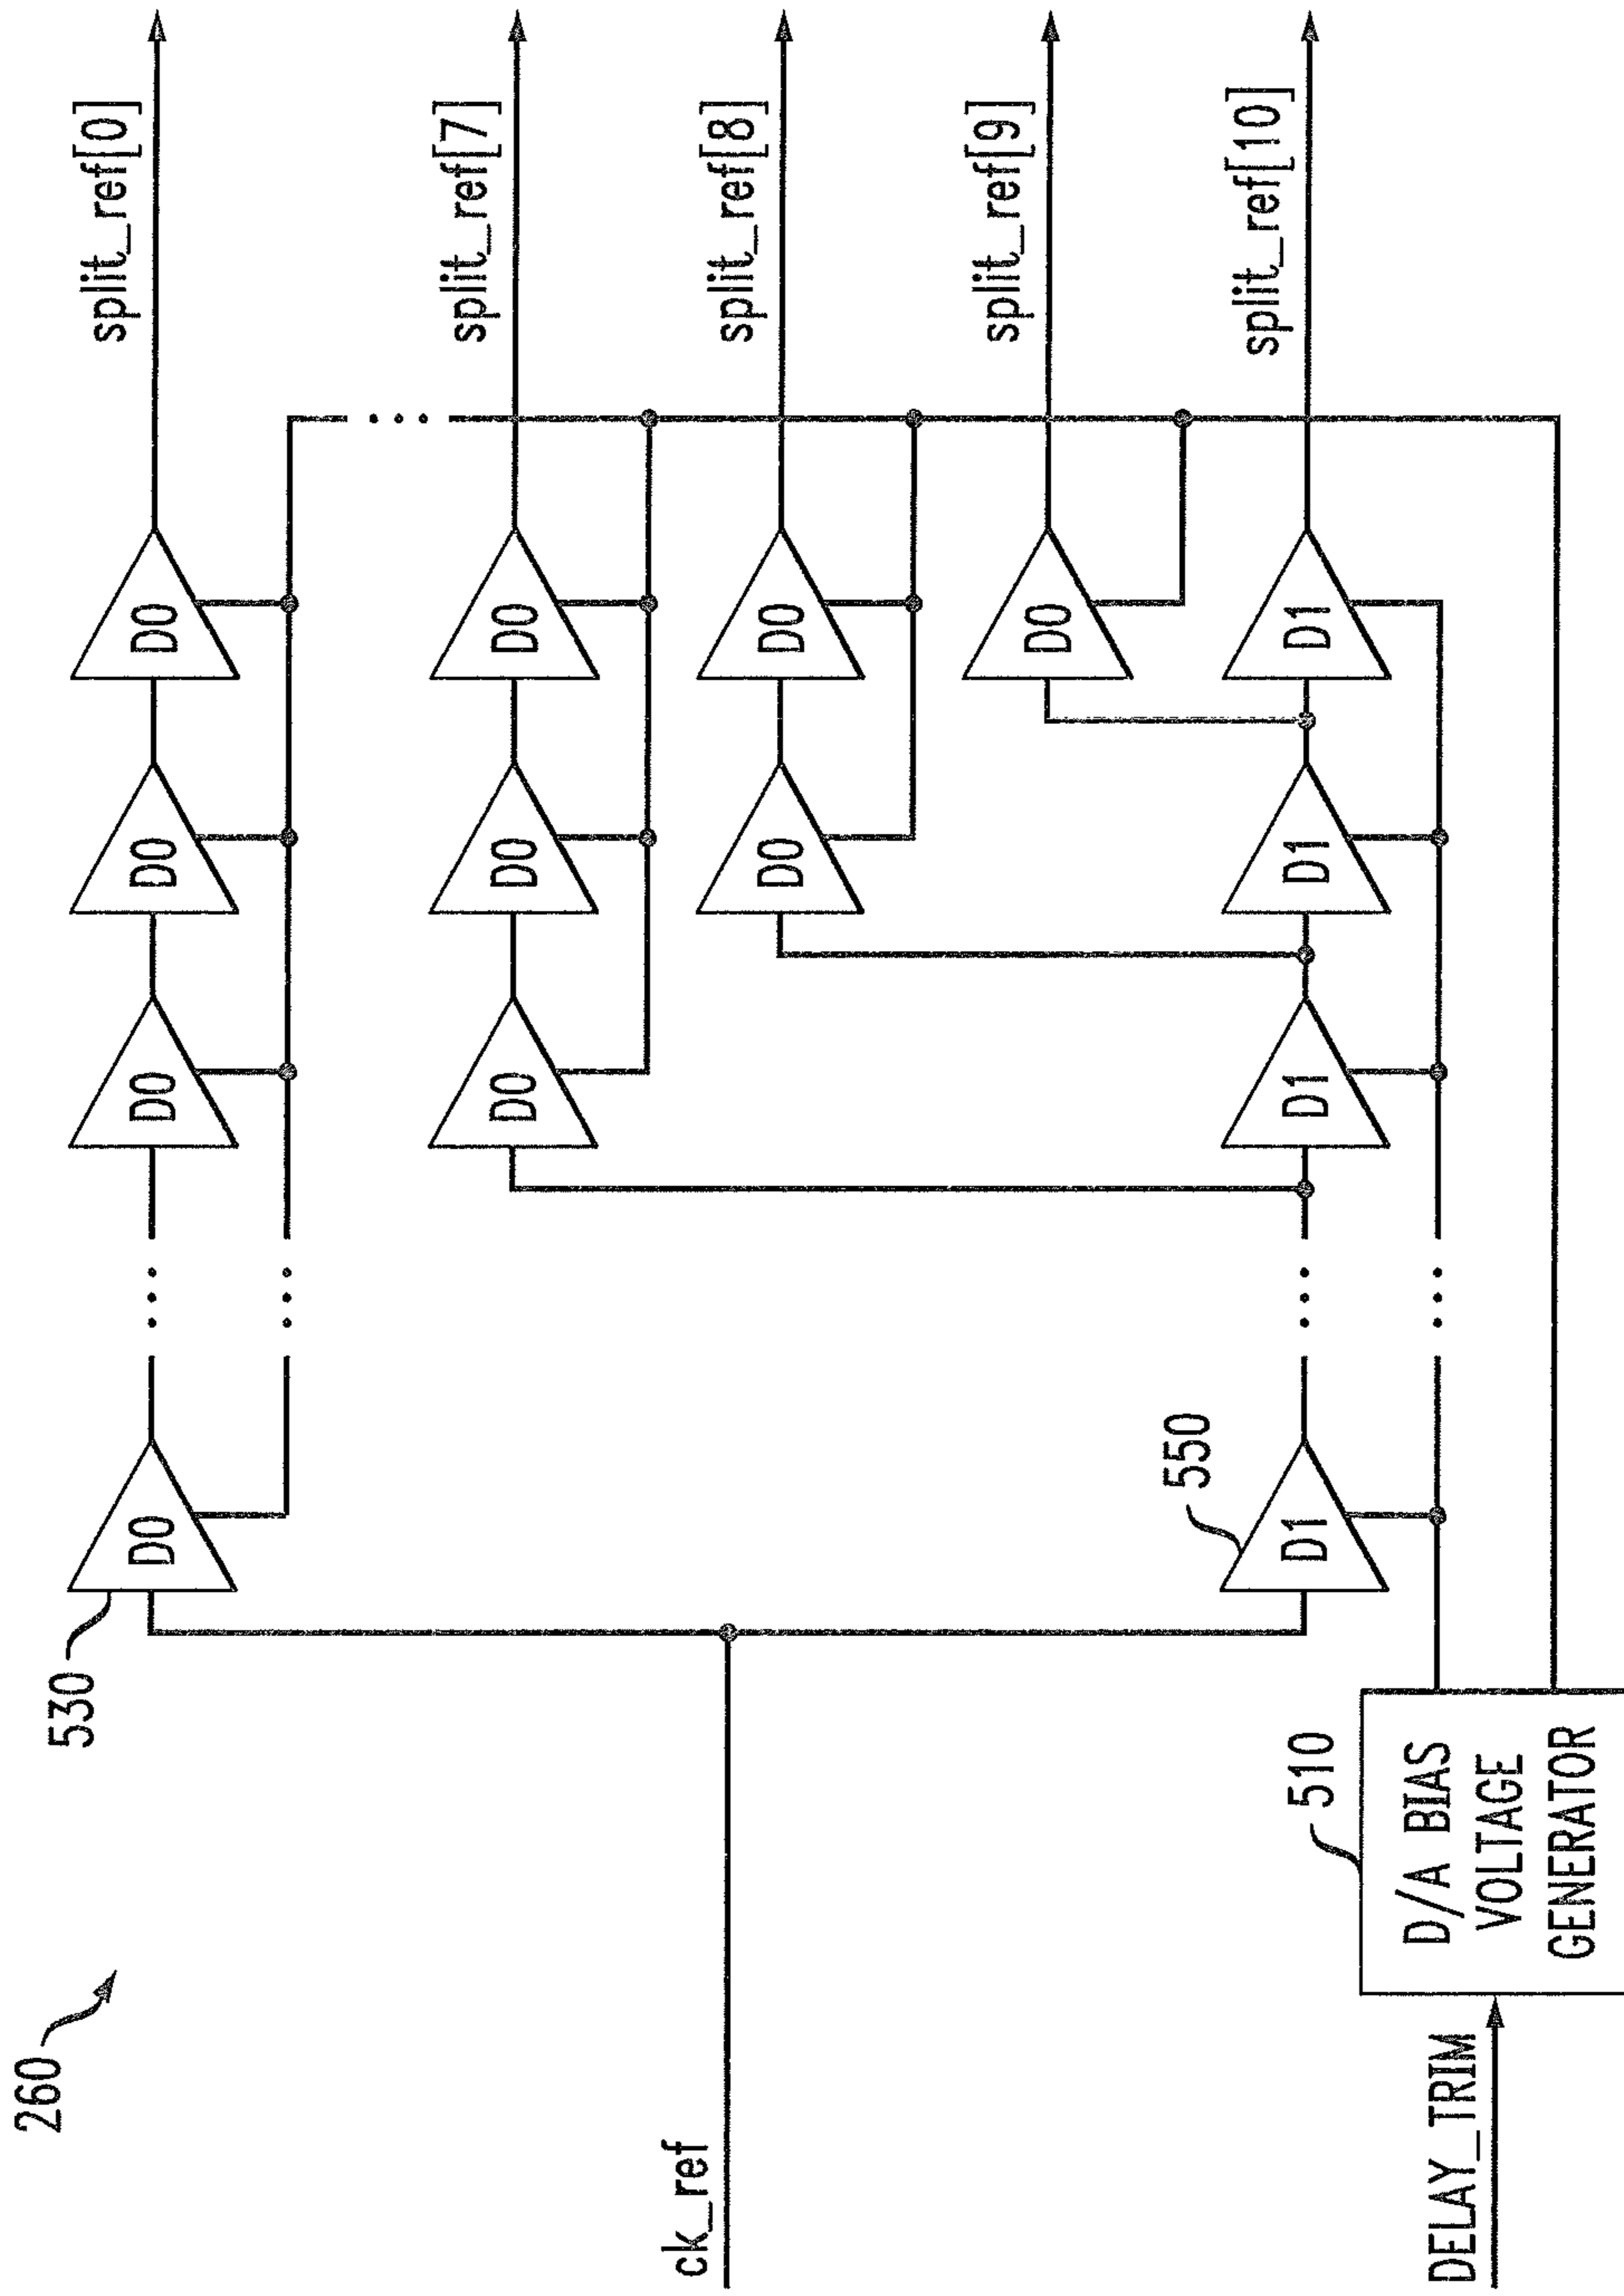 260
ck_ref
DELAY_TRIM
510
D/A BIAS
VOLTAGE
GENERATOR
530
D0
D0
D0
D0
split_ref[0]
D0
D0
D0
split_ref[7]
D0
D0
split_ref[8]
D0
split_ref[9]
550
D1
D1
D1
D1
split_ref[10]